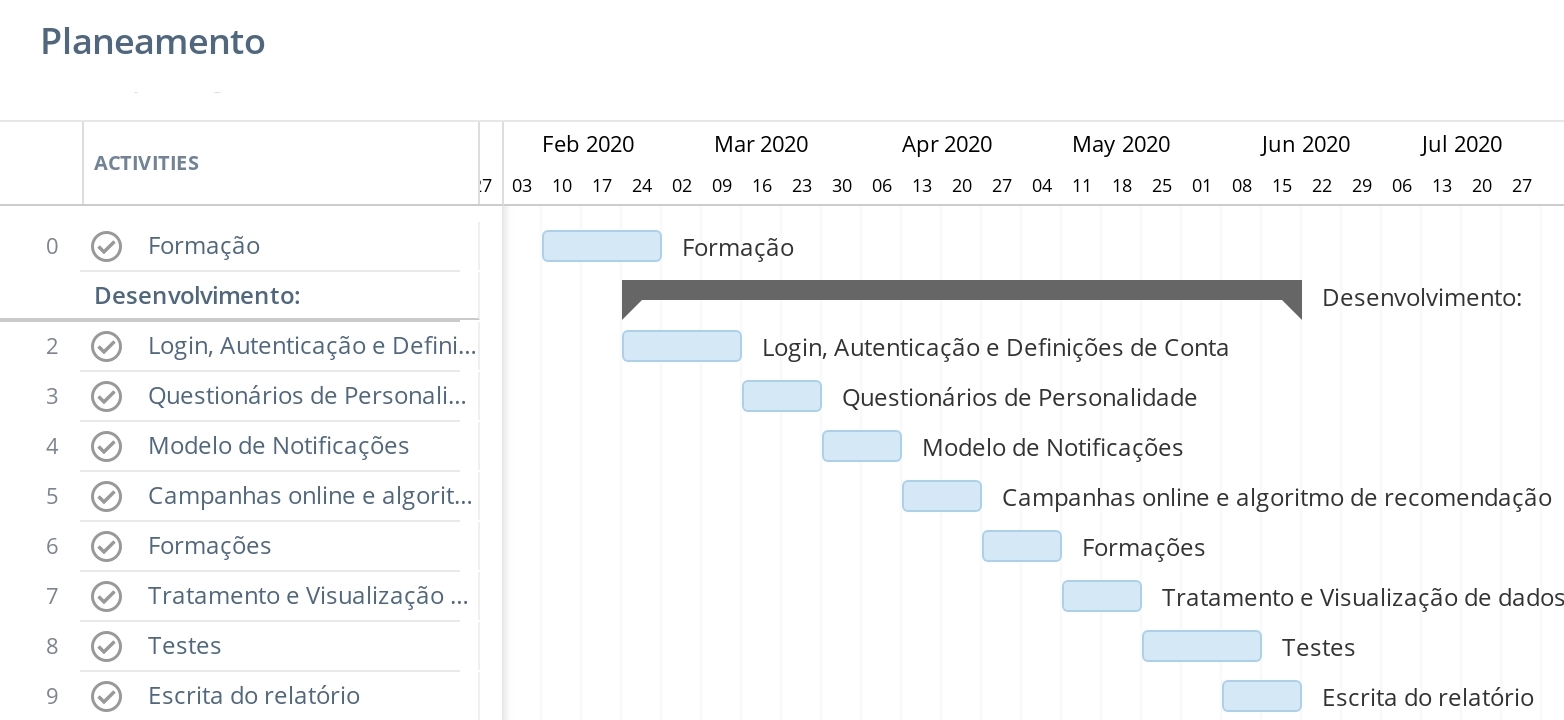 Planeamento
ACTIVITIES
Feb 2020 Mar 2020 Apr 2020 May 2020 Jun 2020 Jul 2020
27 03 10 17 24 02 09 16 23 30 06 13 20 27 04 11 18 25 01 08 15 22 29 06 13 20 27
0 Formação Formação
Desenvolvimento: Desenvolvimento:
2 Login, Autenticação e Defini... Login, Autenticação e Definições de Conta
3 Questionários de Personali... Questionários de Personalidade
4 Modelo de Notificações Modelo de Notificações
5 Campanhas online e algorit... Campanhas online e algoritmo de recomendação
6 Formações Formações
7 Tratamento e Visualização ... Tratamento e Visualização de dados
8 Testes Testes
9 Escrita do relatório Escrita do relatório